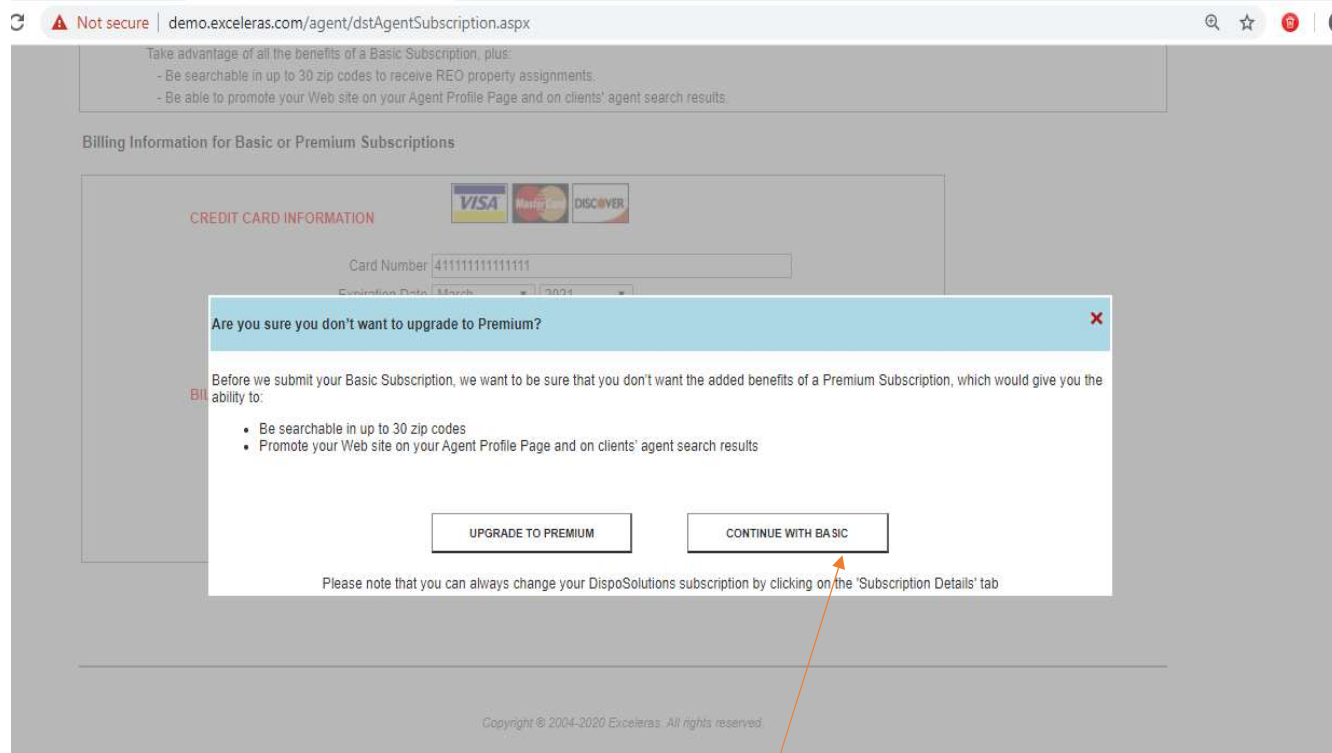 Not secure | demo.exceleras.com/agent/dstAgentSubscription.aspx
Take advantage of all the benefits of a Basic Subscription, plus:
- Be searchable in up to 30 zip codes to receive REO property assignments.
- Be able to promote your Web site on your Agent Profile Page and on clients' agent search results.
Billing Information for Basic or Premium Subscriptions
VISA MasterCard DISCOVER
CREDIT CARD INFORMATION
Card Number 411111111111111
Expiration Date March 2021
Are you sure you don't want to upgrade to Premium?
Before we submit your Basic Subscription, we want to be sure that you don't want the added benefits of a Premium Subscription, which would give you the
BIL
ability to:
• Be searchable in up to 30 zip codes
• Promote your Web site on your Agent Profile Page and on clients' agent search results
UPGRADE TO PREMIUM CONTINUE WITH BASIC
Please note that you can always change your DispoSolutions subscription by clicking on the 'Subscription Details' tab
Copyright © 2004-2020 Exceleras. All rights reserved.